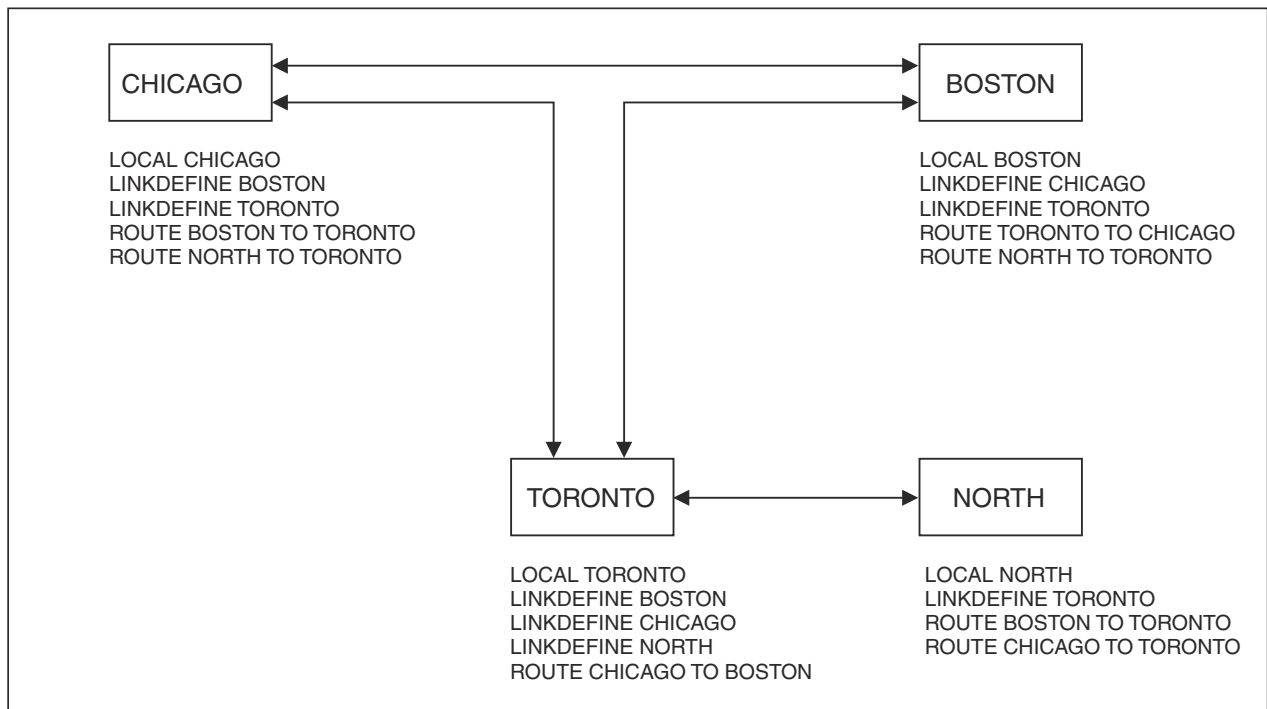 CHICAGO
BOSTON
LOCAL CHICAGO
LINKDEFINE BOSTON
LINKDEFINE TORONTO
ROUTE BOSTON TO TORONTO
ROUTE NORTH TO TORONTO
LOCAL BOSTON
LINKDEFINE CHICAGO
LINKDEFINE TORONTO
ROUTE TORONTO TO CHICAGO
ROUTE NORTH TO TORONTO
TORONTO
NORTH
LOCAL TORONTO
LINKDEFINE BOSTON
LINKDEFINE CHICAGO
LINKDEFINE NORTH
ROUTE CHICAGO TO BOSTON
LOCAL NORTH
LINKDEFINE TORONTO
ROUTE BOSTON TO TORONTO
ROUTE CHICAGO TO TORONTO